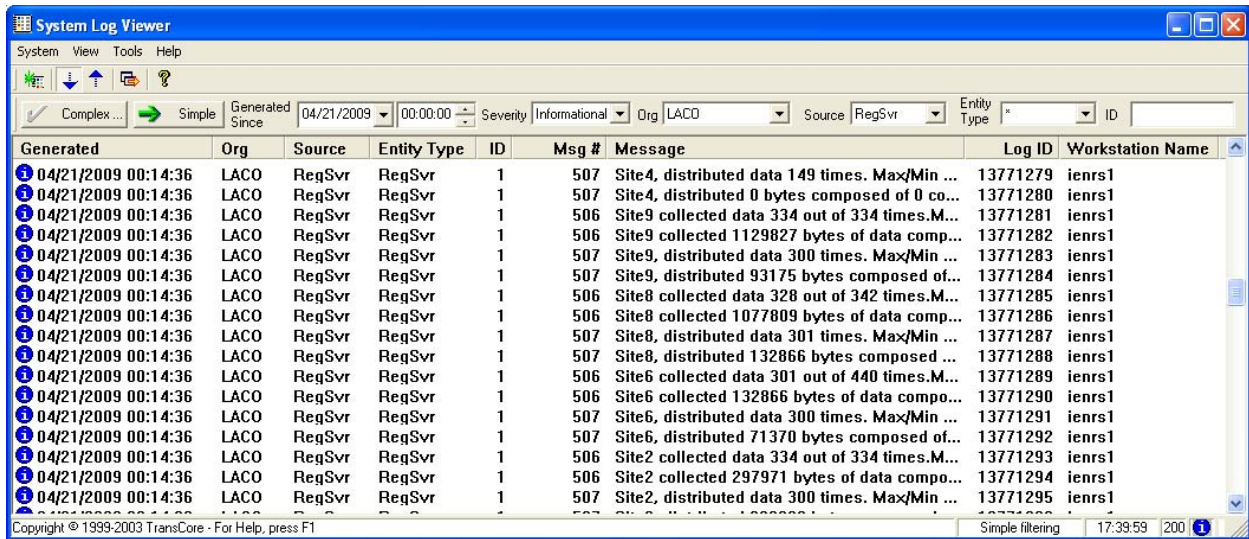 System Log Viewer
System View Tools Help
Complex ... Simple Generated Since 04/21/2009 00:00:00 Severity Informational Org LACO Source RegSvr Entity Type * ID
Generated Org Source Entity Type ID Msg # Message Log ID Workstation Name
04/21/2009 00:14:36 LACO RegSvr RegSvr 1 507 Site4, distributed data 149 times. Max/Min ... 13771279 ienrs1
04/21/2009 00:14:36 LACO RegSvr RegSvr 1 507 Site4, distributed 0 bytes composed of 0 co... 13771280 ienrs1
04/21/2009 00:14:36 LACO RegSvr RegSvr 1 506 Site9 collected data 334 out of 334 times.M... 13771281 ienrs1
04/21/2009 00:14:36 LACO RegSvr RegSvr 1 506 Site9 collected 1129827 bytes of data comp... 13771282 ienrs1
04/21/2009 00:14:36 LACO RegSvr RegSvr 1 507 Site9, distributed data 300 times. Max/Min ... 13771283 ienrs1
04/21/2009 00:14:36 LACO RegSvr RegSvr 1 507 Site9, distributed 93175 bytes composed of... 13771284 ienrs1
04/21/2009 00:14:36 LACO RegSvr RegSvr 1 506 Site8 collected data 328 out of 342 times.M... 13771285 ienrs1
04/21/2009 00:14:36 LACO RegSvr RegSvr 1 506 Site8 collected 1077809 bytes of data comp... 13771286 ienrs1
04/21/2009 00:14:36 LACO RegSvr RegSvr 1 507 Site8, distributed data 301 times. Max/Min ... 13771287 ienrs1
04/21/2009 00:14:36 LACO RegSvr RegSvr 1 507 Site8, distributed 132866 bytes composed ... 13771288 ienrs1
04/21/2009 00:14:36 LACO RegSvr RegSvr 1 506 Site6 collected data 301 out of 440 times.M... 13771289 ienrs1
04/21/2009 00:14:36 LACO RegSvr RegSvr 1 506 Site6 collected 132866 bytes of data compo... 13771290 ienrs1
04/21/2009 00:14:36 LACO RegSvr RegSvr 1 507 Site6, distributed data 300 times. Max/Min ... 13771291 ienrs1
04/21/2009 00:14:36 LACO RegSvr RegSvr 1 507 Site6, distributed 71370 bytes composed of... 13771292 ienrs1
04/21/2009 00:14:36 LACO RegSvr RegSvr 1 506 Site2 collected data 334 out of 334 times.M... 13771293 ienrs1
04/21/2009 00:14:36 LACO RegSvr RegSvr 1 506 Site2 collected 297971 bytes of data compo... 13771294 ienrs1
04/21/2009 00:14:36 LACO RegSvr RegSvr 1 507 Site2, distributed data 300 times. Max/Min ... 13771295 ienrs1
Copyright © 1999-2003 TransCore - For Help, press F1 Simple filtering 17:39:59 200